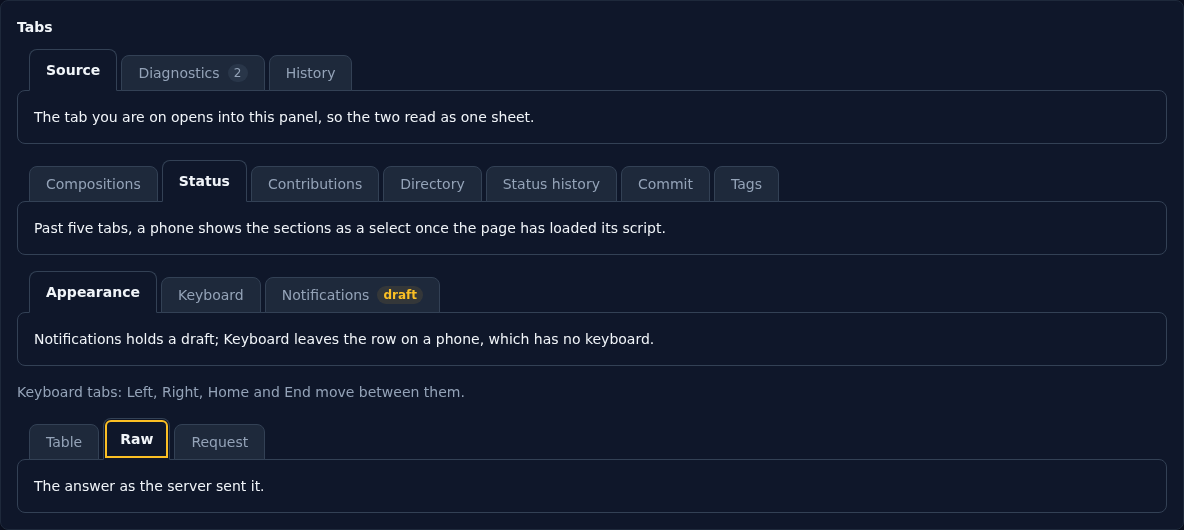 Tabs
Source Diagnostics 2 History
The tab you are on opens into this panel, so the two read as one sheet.
Compositions Status Contributions Directory Status history Commit Tags
Past five tabs, a phone shows the sections as a select once the page has loaded its script.
Appearance Keyboard Notifications draft
Notifications holds a draft; Keyboard leaves the row on a phone, which has no keyboard.
Keyboard tabs: Left, Right, Home and End move between them.
Table Raw Request
The answer as the server sent it.